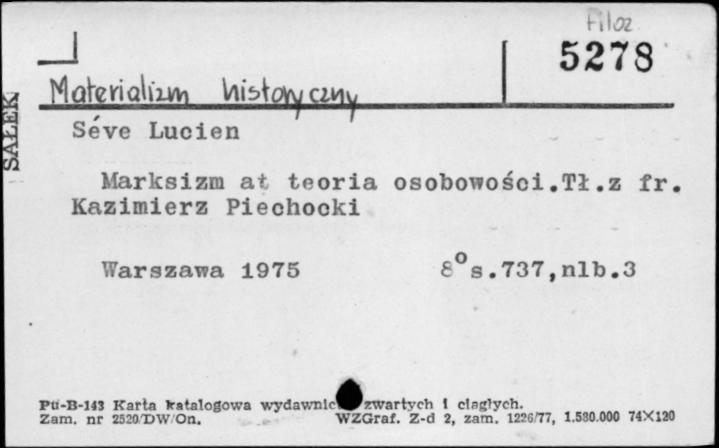 Filoz
5278
Materializm historyczny
SAŁEK
Séve Lucien
Marksizm at teoria osobowości.Tł.z fr.
Kazimierz Piechocki
Warszawa 1975 8°s.737,nlb.3
Pu-B-143 Karta katalogowa wydawnic zwartych i ciągłych.
Zam. nr 2520/DW/On. WZGraf. Z-d 2, zam. 1226/77, 1.580.000 74X120